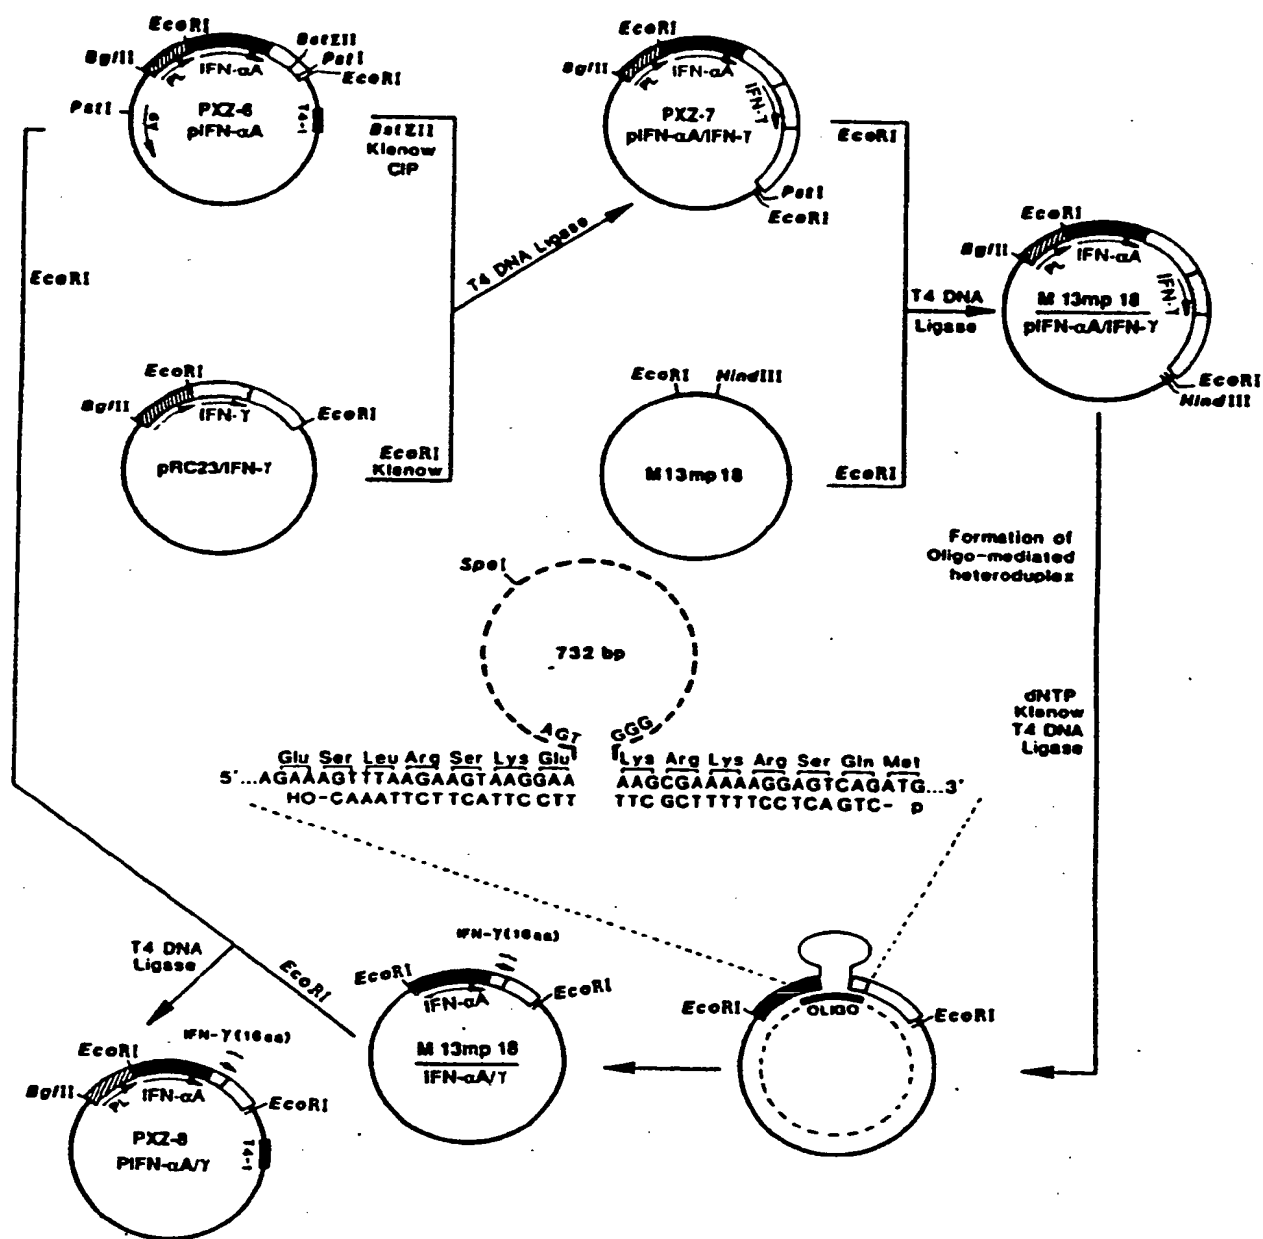 EcoRI
BstEII
PstI
EcoRI
BglII
PL
IFN-αA
PstI
PXZ-6
pIFN-αA
T4-t
BstEII
Klenow
CIP
EcoRI
T4 DNA Ligase
EcoRI
BglII
IFN-γ
EcoRI
pRC23/IFN-γ
EcoRI
Klenow
EcoRI
BglII
PL
IFN-αA
IFN-γ
PXZ-7
pIFN-αA/IFN-γ
PstI
EcoRI
EcoRI
EcoRI
HindIII
M13mp18
EcoRI
T4 DNA
Ligase
EcoRI
BglII
PL
IFN-αA
IFN-γ
M 13mp 18
pIFN-αA/IFN-γ
EcoRI
HindIII
Formation of
Oligo-mediated
heteroduplex
dNTP
Klenow
T4 DNA
Ligase
SpeI
732 bp
AGT GGG
Glu Ser Leu Arg Ser Lys Glu Lys Arg Lys Arg Ser Gln Met
5'...AGAAAGTTTAAGAAGTAAGGAA AAGCGAAAAAGGAGTCAGATG...3'
HO-CAAATTCTTCATTCCTT TTCGCTTTTTCCTCAGTC- p
EcoRI
OLIGO
EcoRI
IFN-γ(16aa)
EcoRI
IFN-αA
EcoRI
M 13mp 18
IFN-αA/γ
EcoRI
T4 DNA
Ligase
IFN-γ(16aa)
EcoRI
BglII
PL
IFN-αA
EcoRI
PXZ-8
PIFN-αA/γ
T4-t